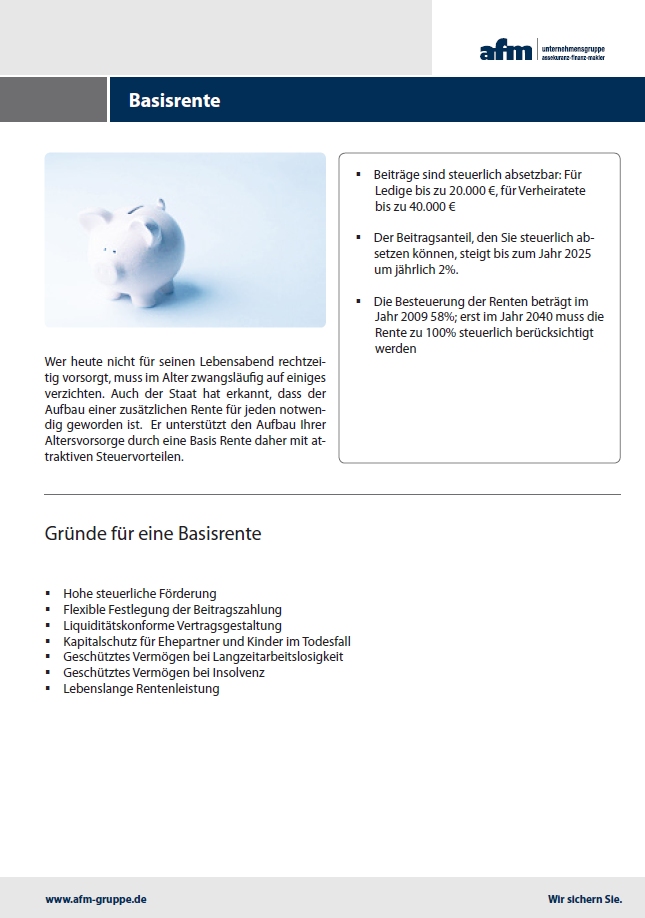 afm
unternehmensgruppe
assekuranz-finanz-makler
Basisrente
▪ Beiträge sind steuerlich absetzbar: Für
Ledige bis zu 20.000 €, für Verheiratete
bis zu 40.000 €
▪ Der Beitragsanteil, den Sie steuerlich ab-
setzen können, steigt bis zum Jahr 2025
um jährlich 2%.
▪ Die Besteuerung der Renten beträgt im
Jahr 2009 58%; erst im Jahr 2040 muss die
Rente zu 100% steuerlich berücksichtigt
werden
Wer heute nicht für seinen Lebensabend rechtzei-
tig vorsorgt, muss im Alter zwangsläufig auf einiges
verzichten. Auch der Staat hat erkannt, dass der
Aufbau einer zusätzlichen Rente für jeden notwen-
dig geworden ist. Er unterstützt den Aufbau Ihrer
Altersvorsorge durch eine Basis Rente daher mit at-
traktiven Steuervorteilen.
Gründe für eine Basisrente
▪ Hohe steuerliche Förderung
▪ Flexible Festlegung der Beitragszahlung
▪ Liquiditätskonforme Vertragsgestaltung
▪ Kapitalschutz für Ehepartner und Kinder im Todesfall
▪ Geschütztes Vermögen bei Langzeitarbeitslosigkeit
▪ Geschütztes Vermögen bei Insolvenz
▪ Lebenslange Rentenleistung
www.afm-gruppe.de
Wir sichern Sie.